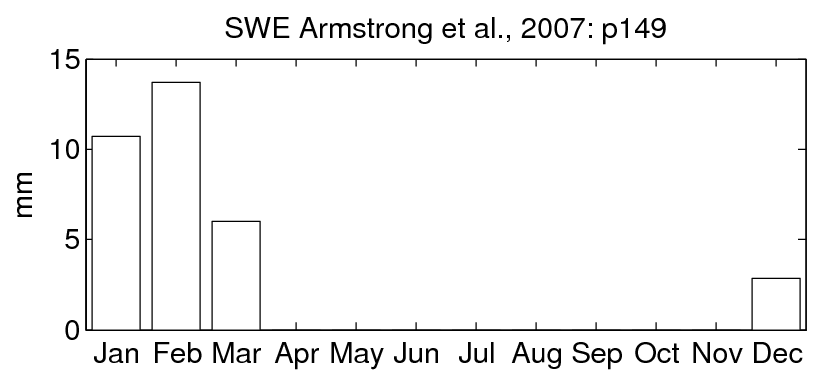 SWE Armstrong et al., 2007: p149
15
10
5
0
mm
Jan Feb Mar Apr May Jun Jul Aug Sep Oct Nov Dec